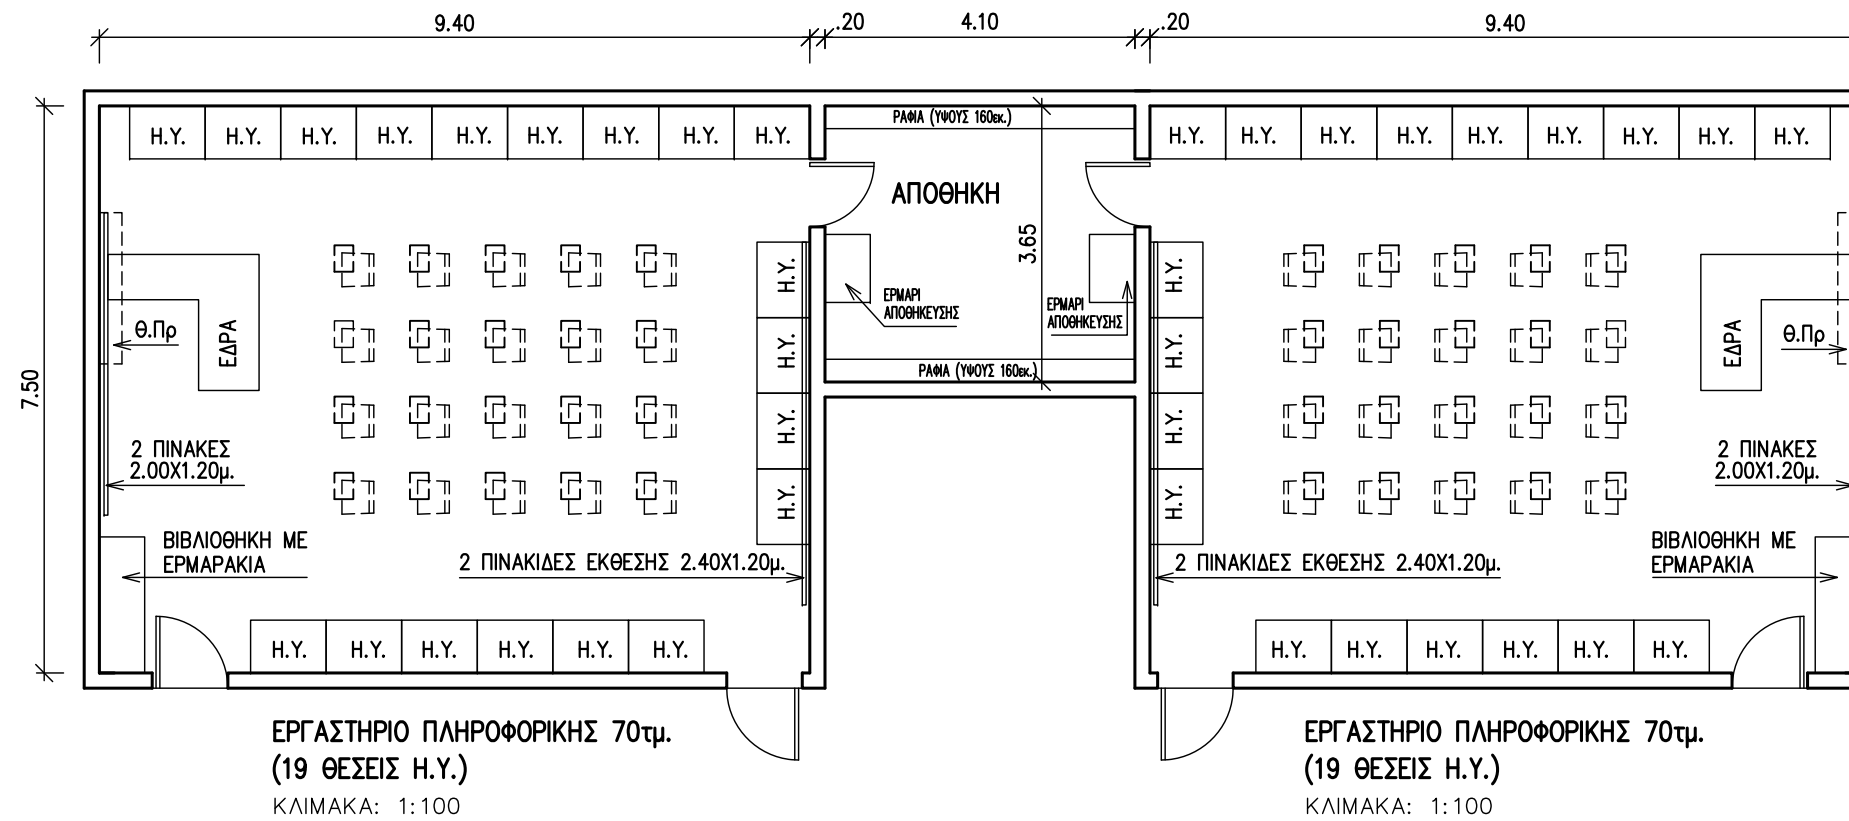 9.40 .20 4.10 .20 9.40
ΡΑΦΙΑ (ΥΨΟΥΣ 160εκ.)
Η.Υ. Η.Υ. Η.Υ. Η.Υ. Η.Υ. Η.Υ. Η.Υ. Η.Υ. Η.Υ.
Η.Υ. Η.Υ. Η.Υ. Η.Υ. Η.Υ. Η.Υ. Η.Υ. Η.Υ. Η.Υ.
ΑΠΟΘΗΚΗ
3.65
7.50
Η.Υ.
Η.Υ.
Η.Υ.
Η.Υ.
Η.Υ.
Η.Υ.
Η.Υ.
Η.Υ.
ΕΡΜΑΡΙ
ΑΠΟΘΗΚΕΥΣΗΣ
ΕΡΜΑΡΙ
ΑΠΟΘΗΚΕΥΣΗΣ
Θ.Πρ
ΕΔΡΑ
ΕΔΡΑ
Θ.Πρ
ΡΑΦΙΑ (ΥΨΟΥΣ 160εκ.)
2 ΠΙΝΑΚΕΣ
2.00Χ1.20μ.
2 ΠΙΝΑΚΕΣ
2.00Χ1.20μ.
ΒΙΒΛΙΟΘΗΚΗ ΜΕ
ΕΡΜΑΡΑΚΙΑ
2 ΠΙΝΑΚΙΔΕΣ ΕΚΘΕΣΗΣ 2.40Χ1.20μ.
2 ΠΙΝΑΚΙΔΕΣ ΕΚΘΕΣΗΣ 2.40Χ1.20μ.
ΒΙΒΛΙΟΘΗΚΗ ΜΕ
ΕΡΜΑΡΑΚΙΑ
Η.Υ. Η.Υ. Η.Υ. Η.Υ. Η.Υ. Η.Υ.
Η.Υ. Η.Υ. Η.Υ. Η.Υ. Η.Υ. Η.Υ.
ΕΡΓΑΣΤΗΡΙΟ ΠΛΗΡΟΦΟΡΙΚΗΣ 70τμ.
(19 ΘΕΣΕΙΣ Η.Υ.)
ΚΛΙΜΑΚΑ: 1:100
ΕΡΓΑΣΤΗΡΙΟ ΠΛΗΡΟΦΟΡΙΚΗΣ 70τμ.
(19 ΘΕΣΕΙΣ Η.Υ.)
ΚΛΙΜΑΚΑ: 1:100